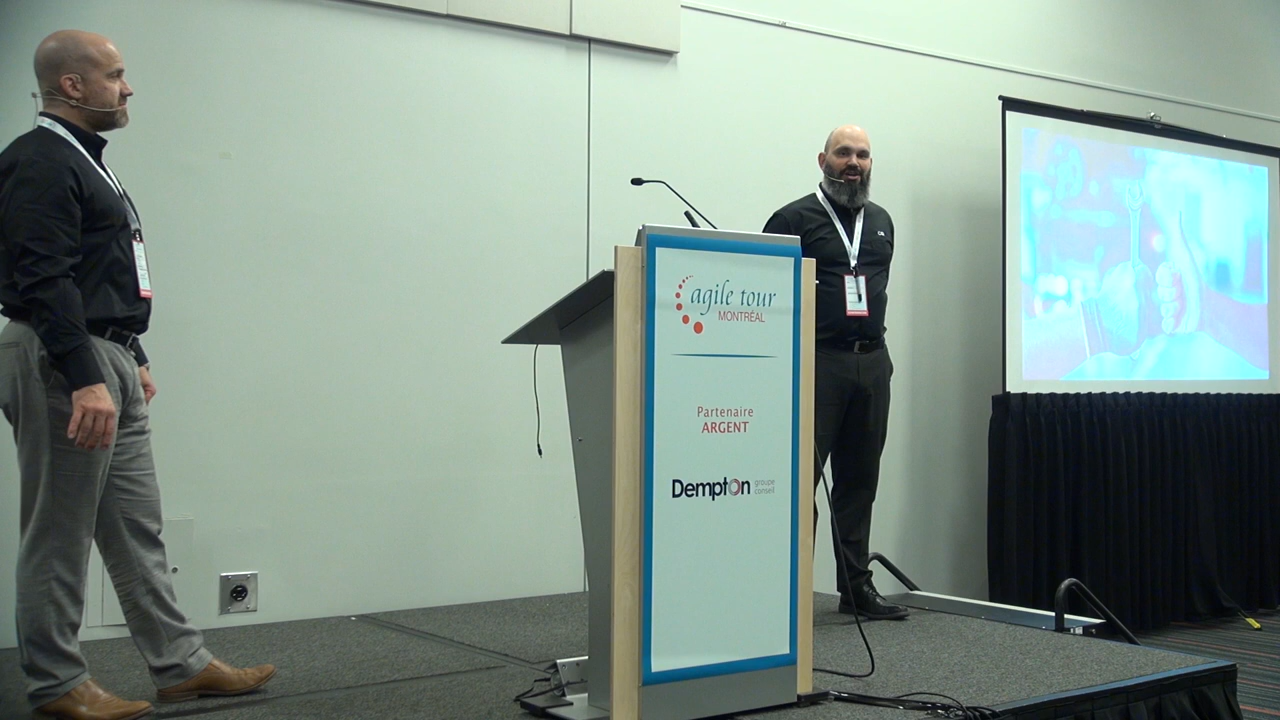 agile tour
MONTRÉAL
Partenaire
ARGENT
Dempton groupe
conseil